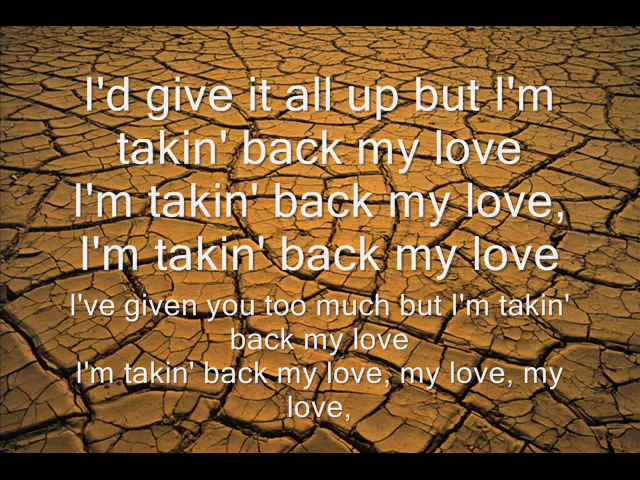 I'd give it all up but I'm
takin' back my love
I'm takin' back my love,
I'm takin' back my love
I've given you too much but I'm takin'
back my love
I'm takin' back my love, my love, my
love,